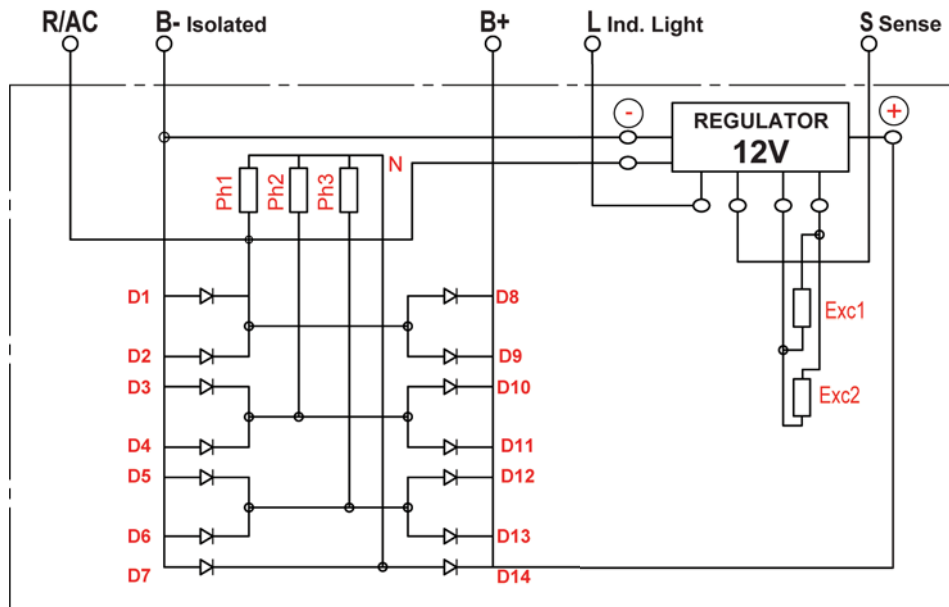 R/AC B- Isolated B+ L Ind. Light S Sense
- REGULATOR +
12V
N
Ph1 Ph2 Ph3
D1 D8
Exc1
D2 D9
D3 D10
Exc2
D4 D11
D5 D12
D6 D13
D7 D14